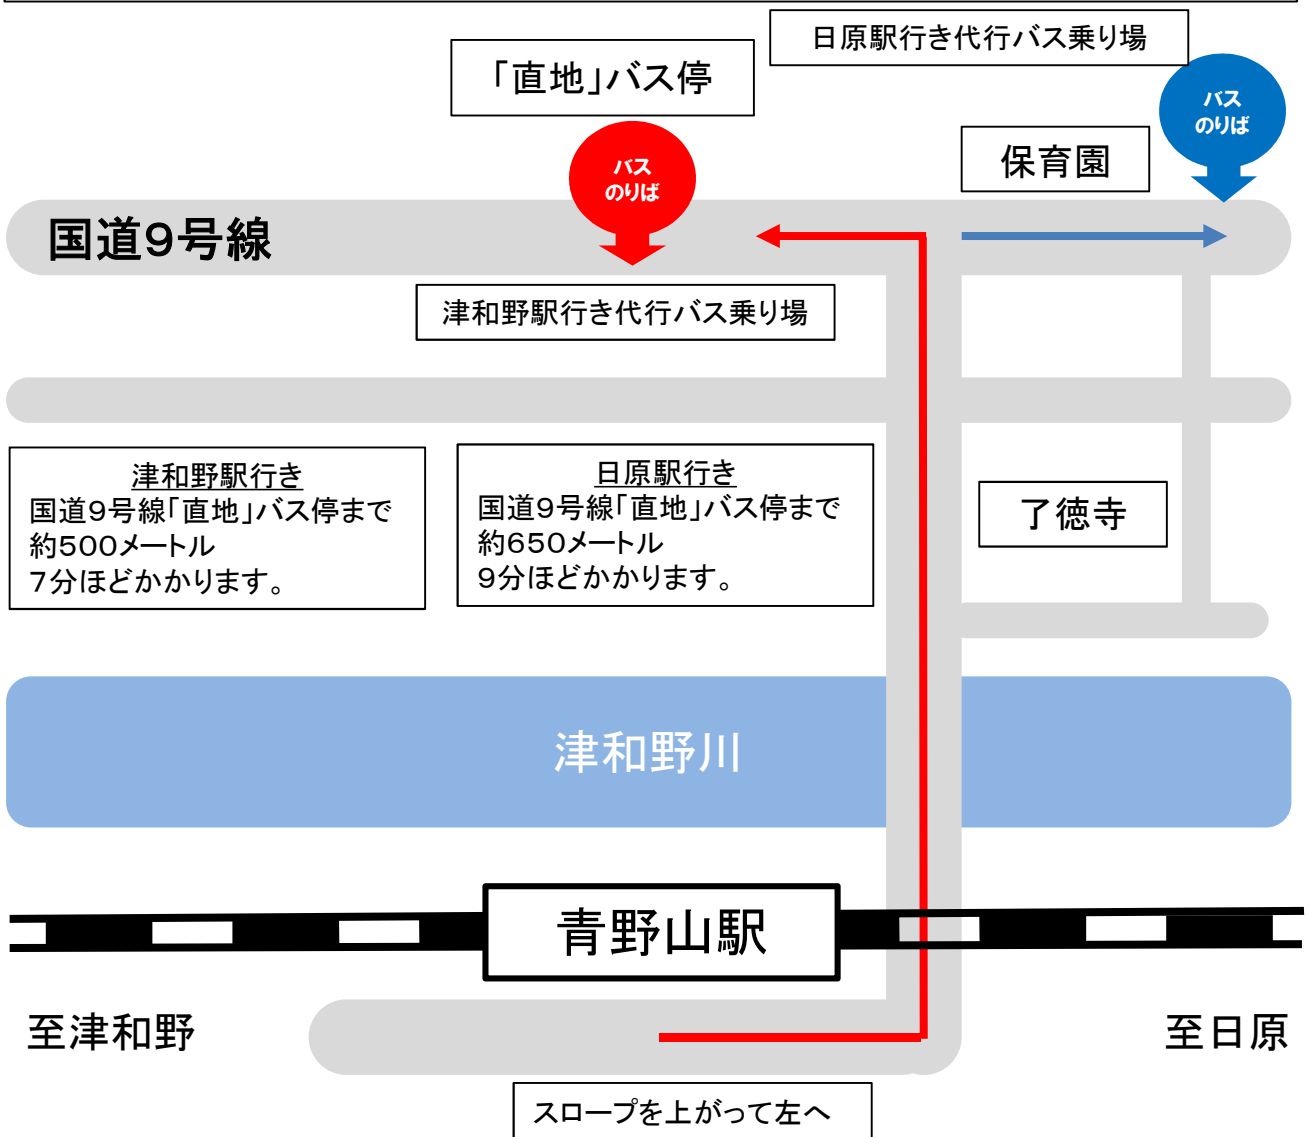 日原駅行き代行バス乗り場
「直地」バス停
バス
のりば
バス
のりば
保育園
国道9号線
津和野駅行き代行バス乗り場
津和野駅行き
国道9号線「直地」バス停まで
約500メートル
7分ほどかかります。
日原駅行き
国道9号線「直地」バス停まで
約650メートル
9分ほどかかります。
了徳寺
津和野川
青野山駅
至津和野
至日原
スロープを上がって左へ